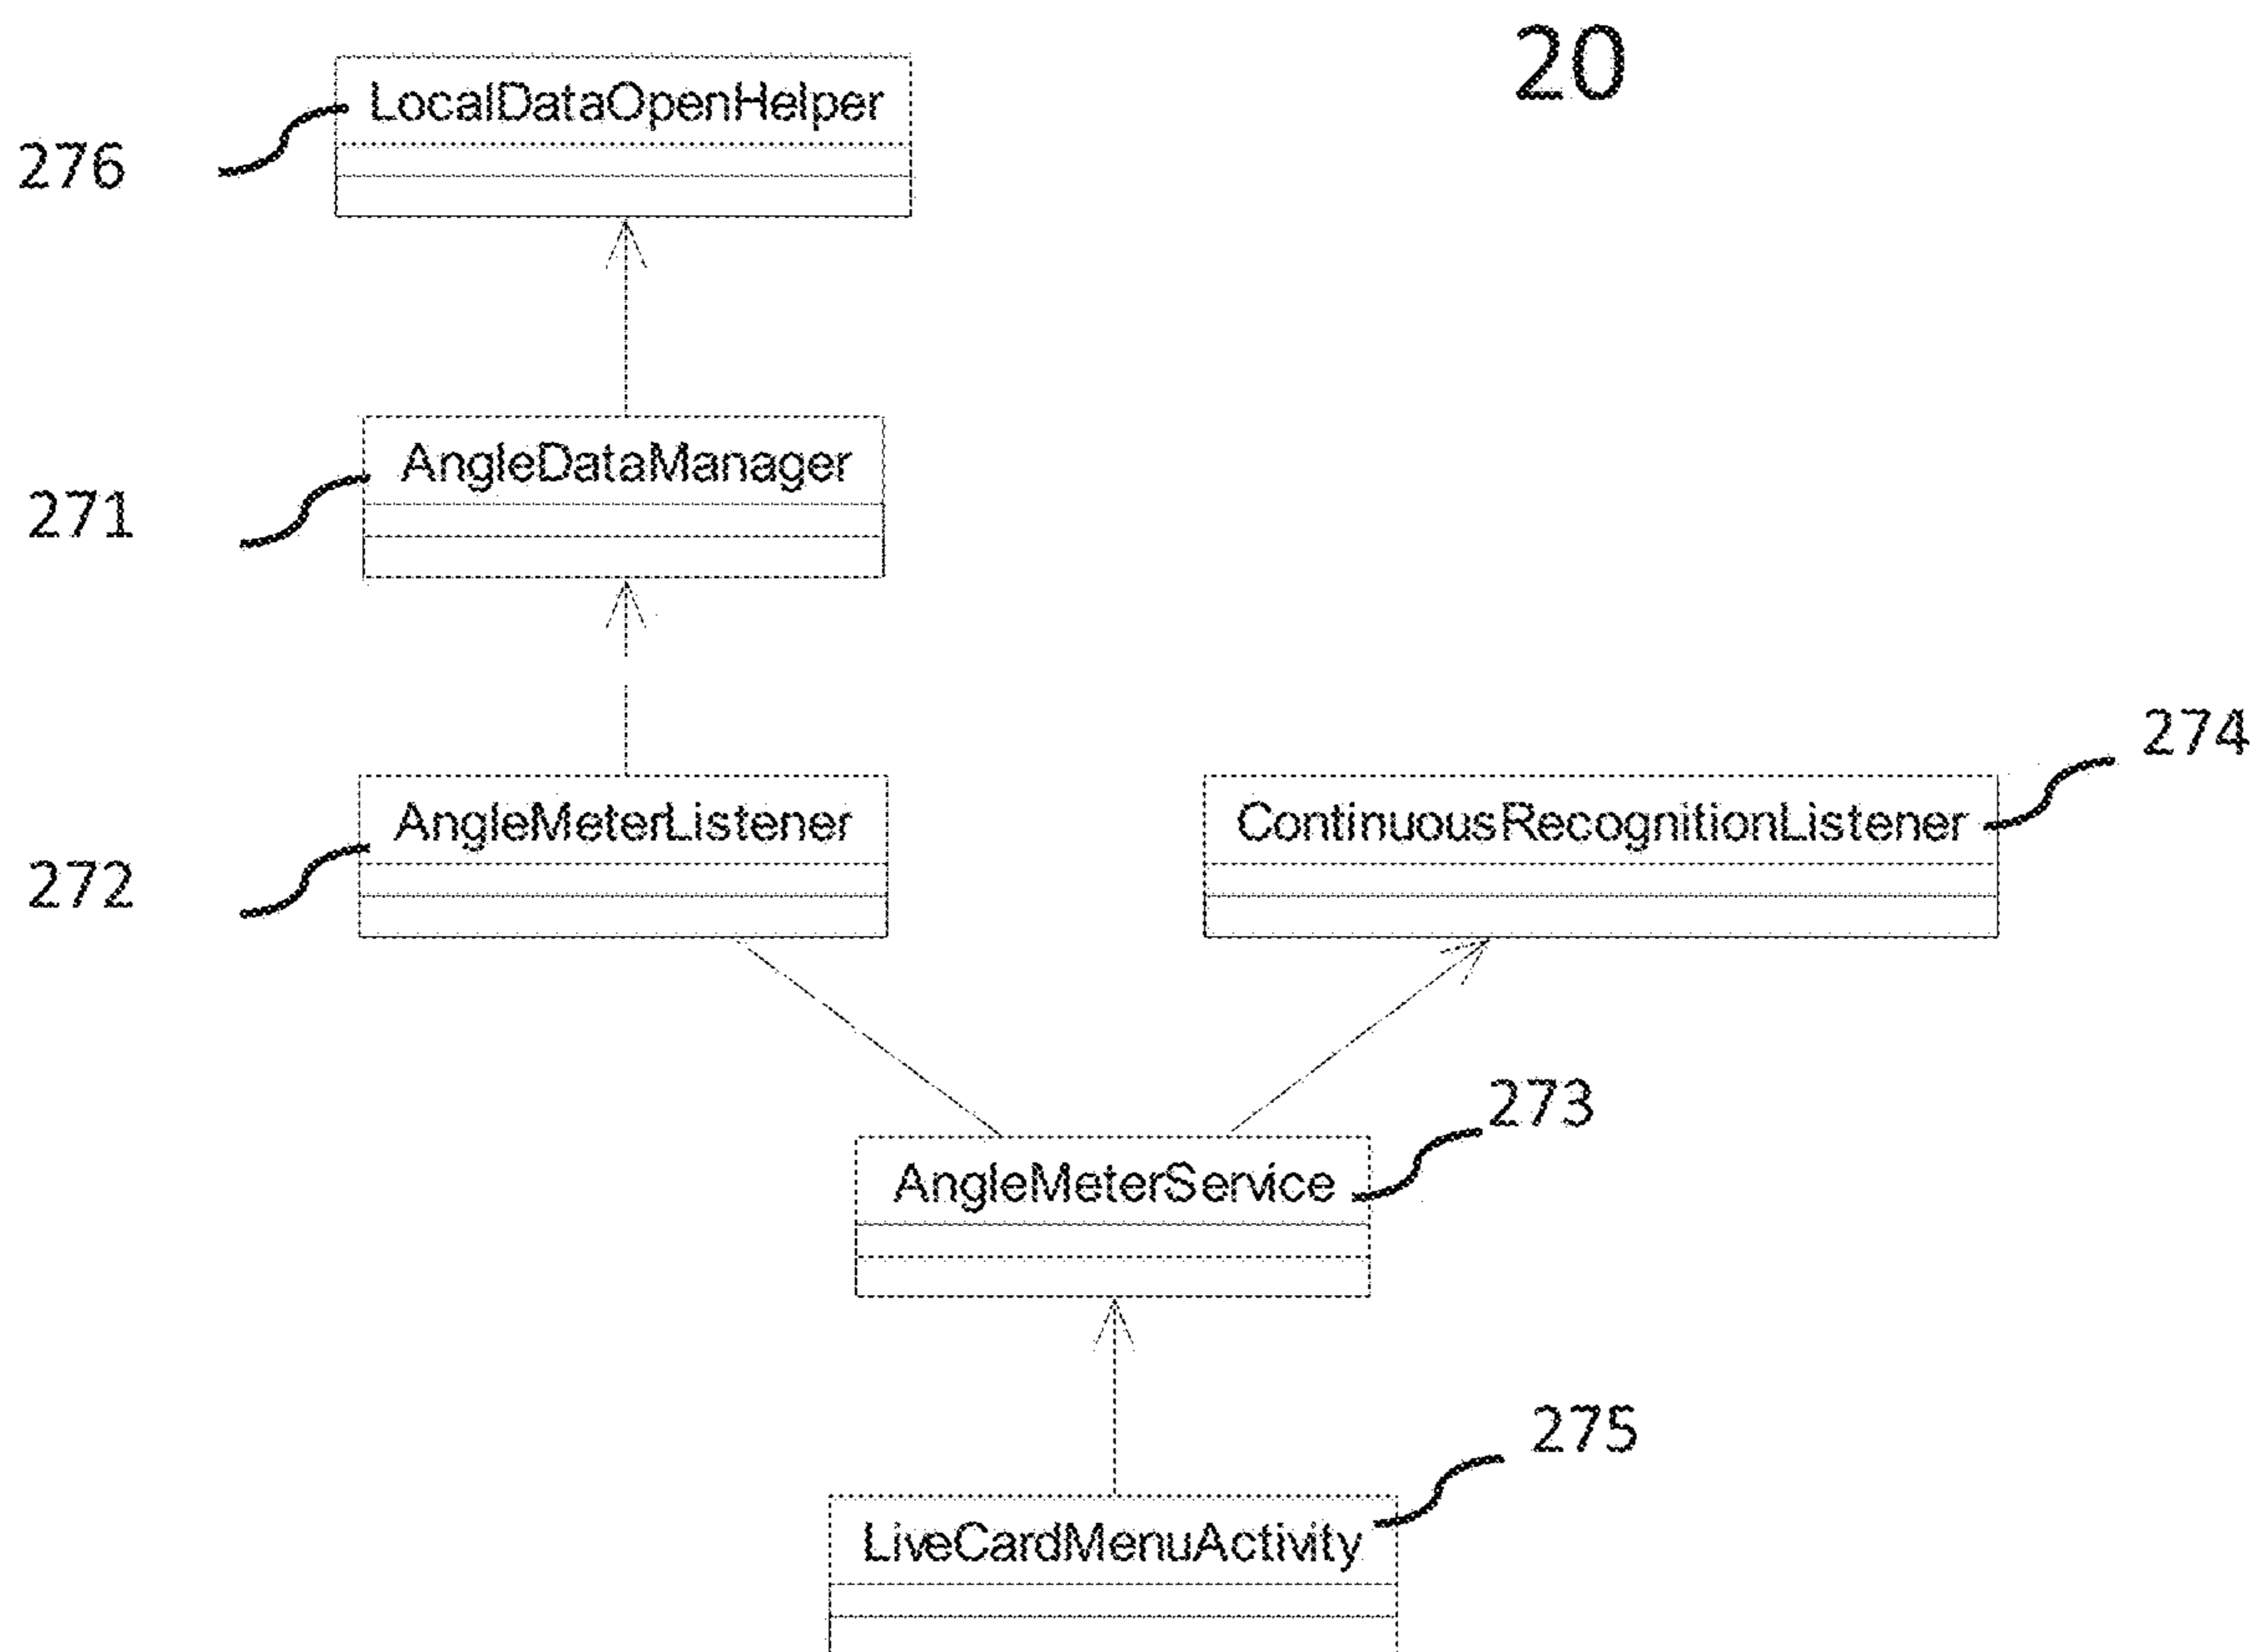 20
LocalDataOpenHelper
276
AngleDataManager
271
274
AngleMeterListener
ContinuousRecognitionListener
272
273
AngleMeterService
275
LiveCardMenuActivity